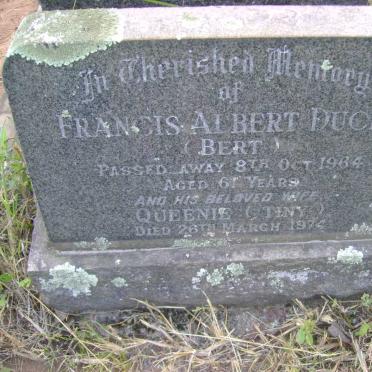 In Cherished Memory
of
FRANCIS ALBERT
(BERT)
PASSED AWAY 8TH OCT. 1964
AGED 61 YEARS
AND HIS BELOVED WIFE
QUEENIE (TINY)
DIED 26TH MARCH 1974